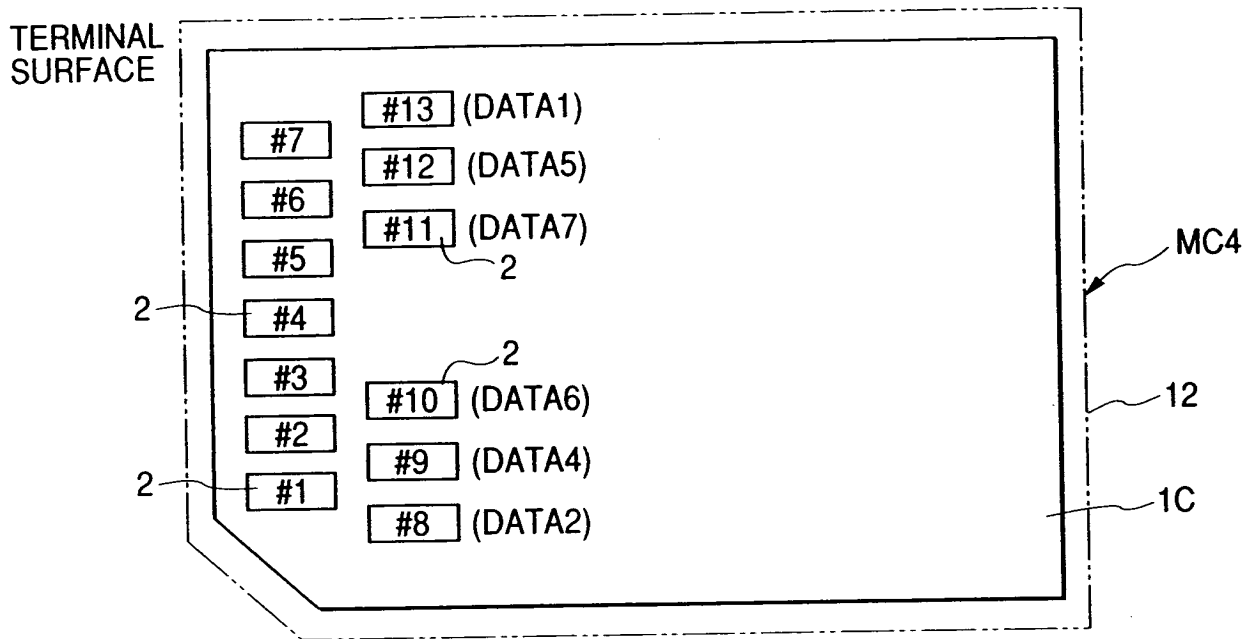 TERMINAL
SURFACE
#13 (DATA1)
#7
#12 (DATA5)
#6
#11 (DATA7)
2
#5
MC4
2
#4
2
#3
#10 (DATA6)
12
#2
#9 (DATA4)
2
#1
1C
#8 (DATA2)